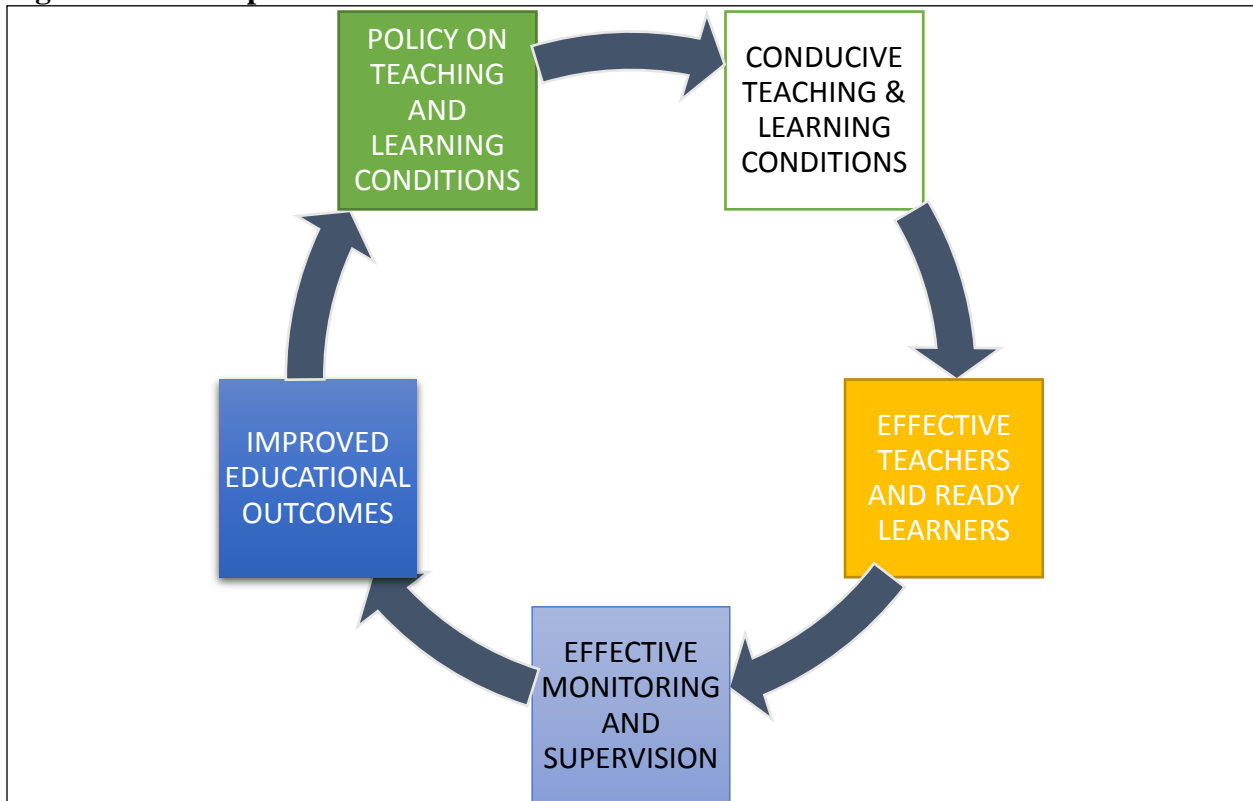 POLICY ON
TEACHING
AND
LEARNING
CONDITIONS
CONDUCIVE
TEACHING &
LEARNING
CONDITIONS
EFFECTIVE
TEACHERS
AND READY
LEARNERS
EFFECTIVE
MONITORING
AND
SUPERVISION
IMPROVED
EDUCATIONAL
OUTCOMES